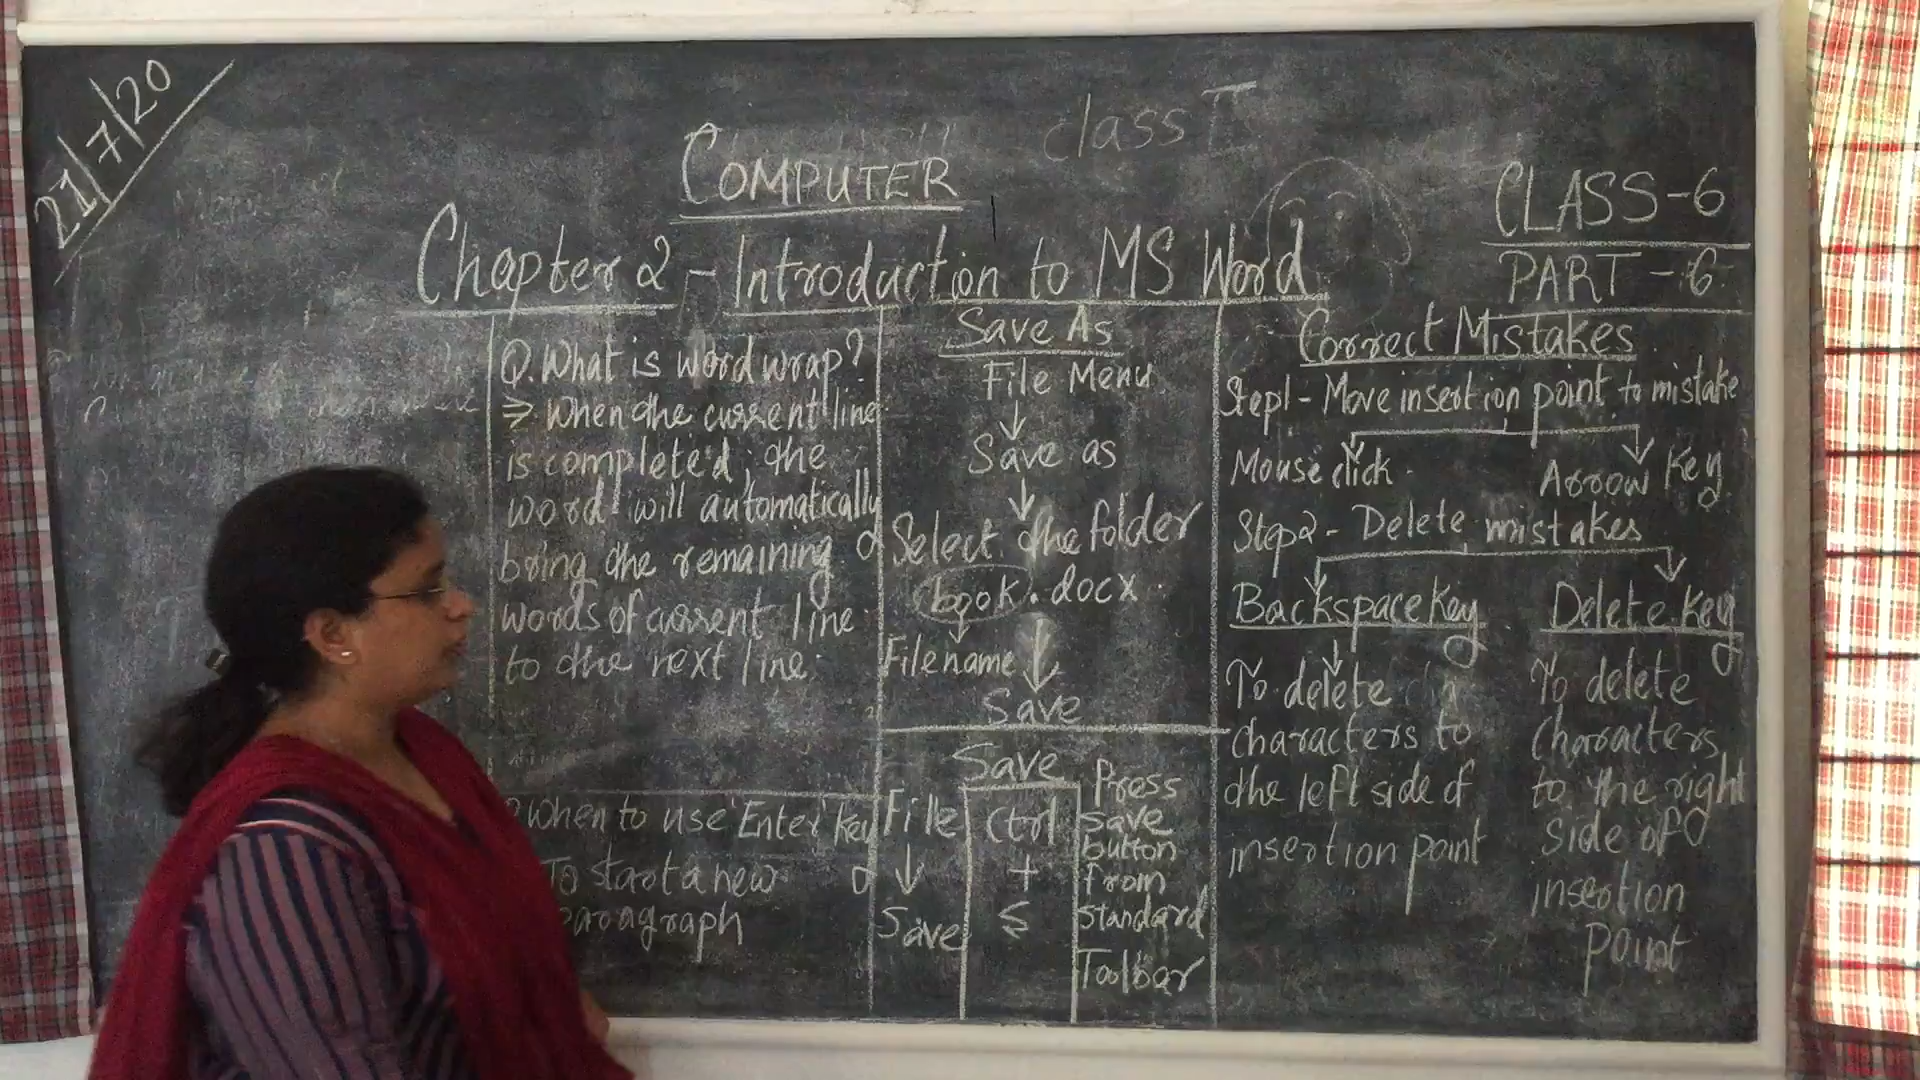 21/7/20
class I
COMPUTER
CLASS-6
PART-6
Chapter 2 - Introduction to MS Word
Q. What is word wrap?
⇒ When the current line
is completed, the
word will automatically
bring the remaining
words of current line
to the next line.
When to use 'Enter' key
To start a new
paragraph
Save As
File Menu
↓
Save as
↓
Select the folder
book.docx
↓
Filename ↓
Save
Save
File
↓
Save
Ctrl
+
S
Press
save
button
from
standard
Toolbar
Correct Mistakes
Step1- Move insertion point to mistake
Mouse click Arrow Key
Step2- Delete mistakes
Backspace Key
↓
To delete
characters to
the left side of
insertion point
Delete Key
To delete
characters
to the right
side of
insertion
point